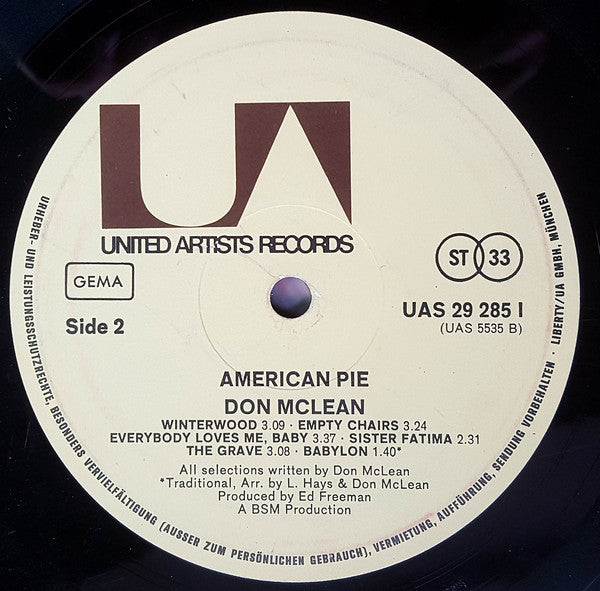 UA
UNITED ARTISTS RECORDS
GEMA
ST 33
Side 2
UAS 29 285 I
(UAS 5535 B)
AMERICAN PIE
DON MCLEAN
WINTERWOOD 3.09 · EMPTY CHAIRS 3.24
EVERYBODY LOVES ME, BABY 3.37 · SISTER FATIMA 2.31
THE GRAVE 3.08 · BABYLON 1.40*
All selections written by Don McLean
*Traditional, Arr. by L. Hays & Don McLean
Produced by Ed Freeman
A BSM Production
URHEBER- UND LEISTUNGSSCHUTZRECHTE, BESONDERS VERVIELFÄLTIGUNG (AUSSER ZUM PERSÖNLICHEN GEBRAUCH), VERMIETUNG, AUFFÜHRUNG, SENDUNG VORBEHALTEN · LIBERTY/UA GMBH, MÜNCHEN